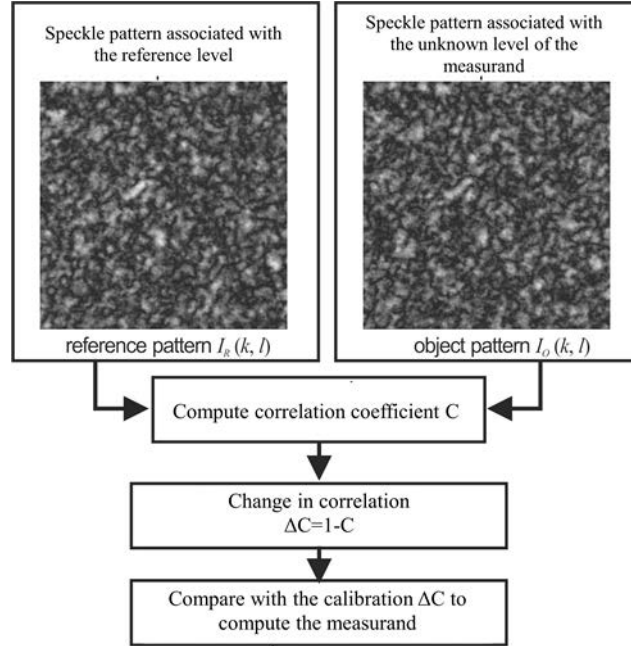 Speckle pattern associated with
the reference level
reference pattern I_R (k, l)
Speckle pattern associated with
the unknown level of the
measurand
object pattern I_O (k, l)
Compute correlation coefficient C
Change in correlation
ΔC=1-C
Compare with the calibration ΔC to
compute the measurand